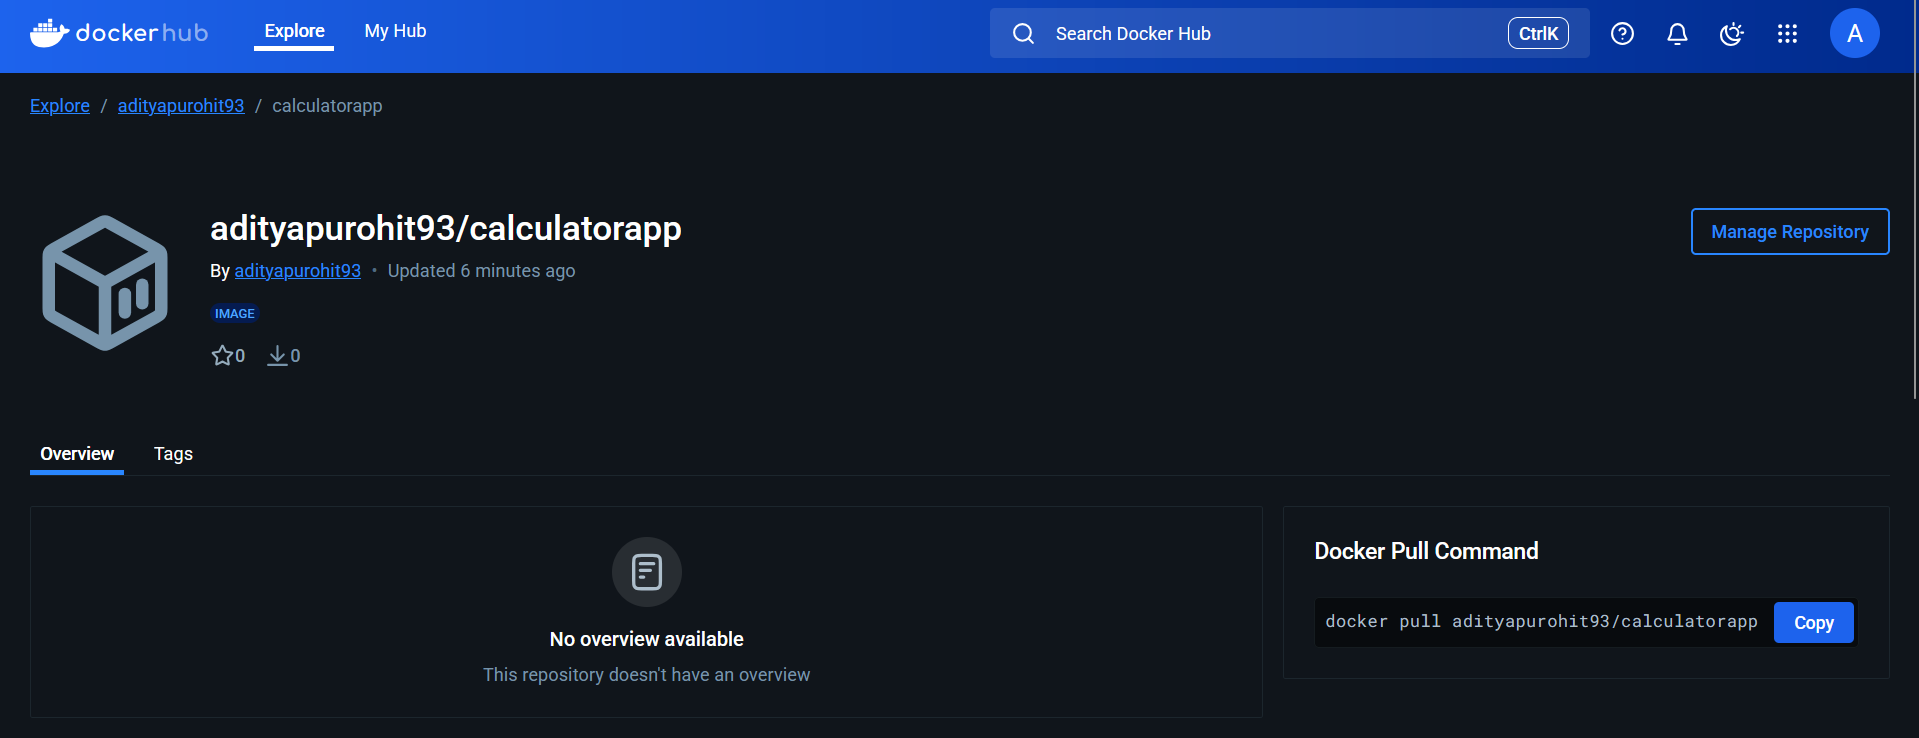 dockerhub Explore My Hub Search Docker Hub CtrlK A
Explore / adityapurohit93 / calculatorapp
adityapurohit93/calculatorapp
Manage Repository
By adityapurohit93 • Updated 6 minutes ago
IMAGE
0 0
Overview Tags
No overview available
This repository doesn't have an overview
Docker Pull Command
docker pull adityapurohit93/calculatorapp Copy